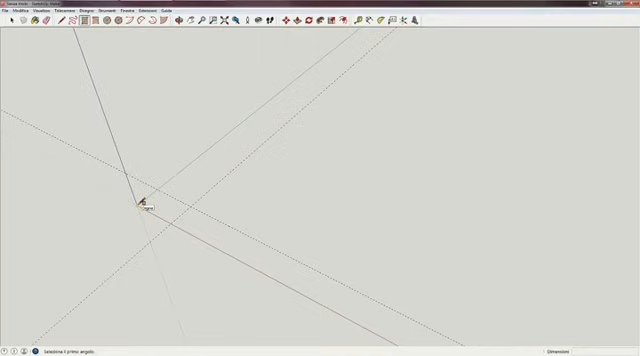 File Modifica Visualizza Telecamera Disegno Strumenti Finestra Estensioni Guida
Origine
Seleziona il primo angolo.
Dimensioni